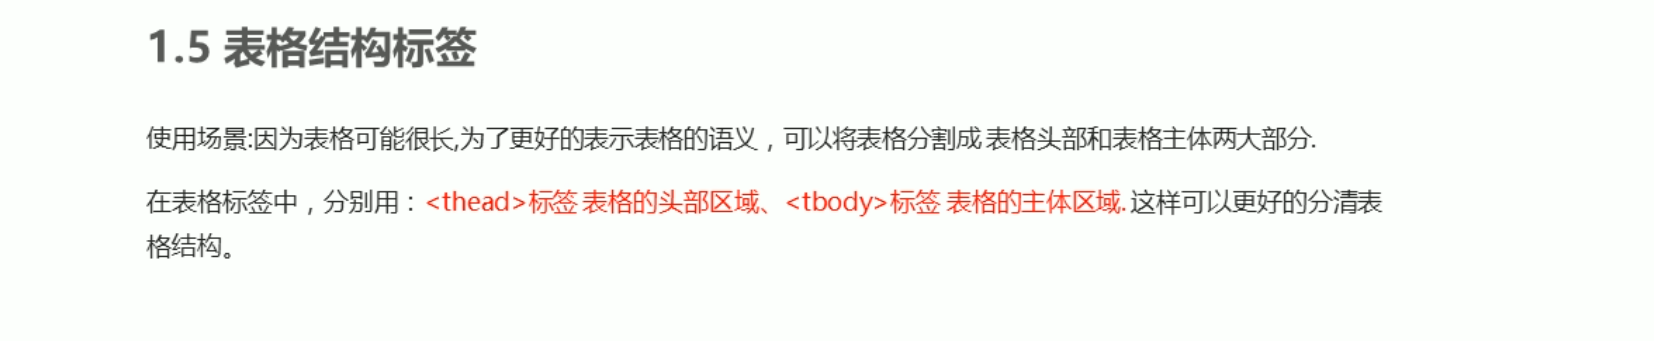 1.5 表格结构标签
使用场景:因为表格可能很长,为了更好的表示表格的语义，可以将表格分割成 表格头部和表格主体两大部分.
在表格标签中，分别用：<thead>标签 表格的头部区域、<tbody>标签 表格的主体区域. 这样可以更好的分清表
格结构。